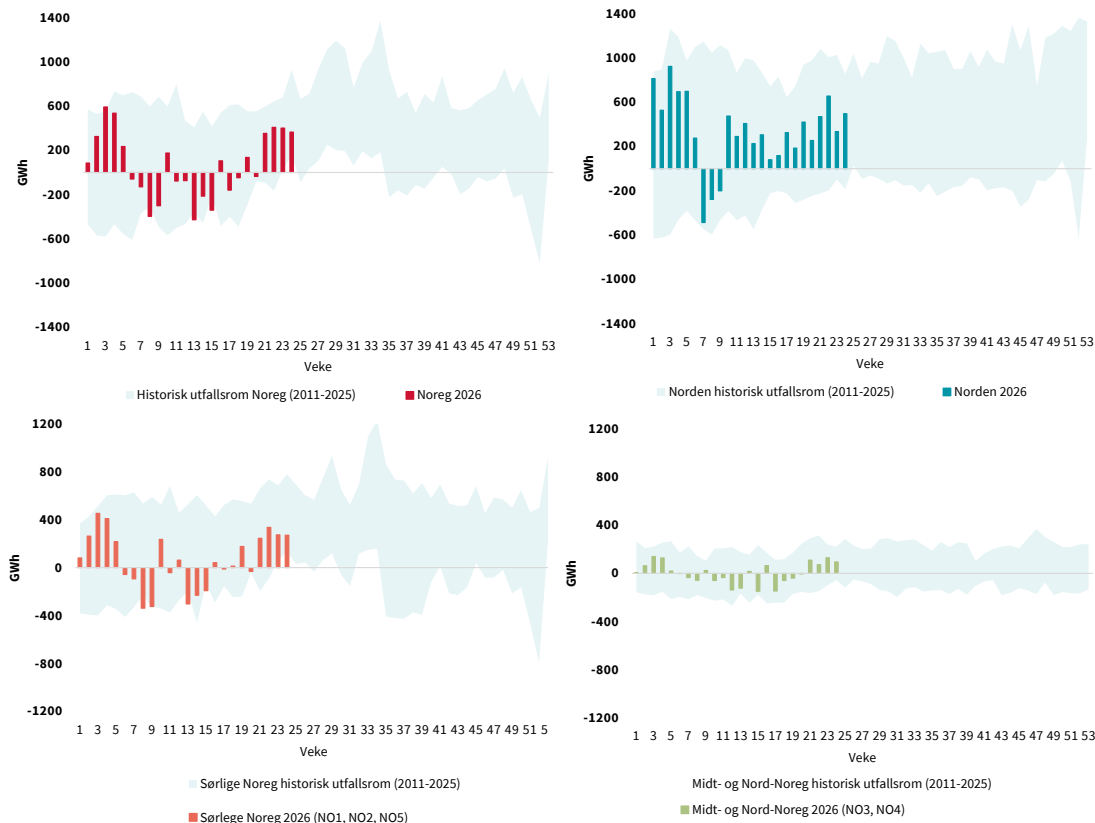 1400
1000
600
200
-200
-600
-1000
-1400
GWh
1 3 5 7 9 11 13 15 17 19 21 23 25 27 29 31 33 35 37 39 41 43 45 47 49 51 53
Veke
Historisk utfallsrom Noreg (2011-2025)
Noreg 2026
1400
1000
600
200
-200
-600
-1000
-1400
GWh
1 3 5 7 9 11 13 15 17 19 21 23 25 27 29 31 33 35 37 39 41 43 45 47 49 51 53
Veke
Norden historisk utfallsrom (2011-2025)
Norden 2026
1200
800
400
0
-400
-800
-1200
GWh
1 3 5 7 9 11 13 15 17 19 21 23 25 27 29 31 33 35 37 39 41 43 45 47 49 51 5
Veke
Sørlige Noreg historisk utfallsrom (2011-2025)
Sørlege Noreg 2026 (NO1, NO2, NO5)
1200
800
400
0
-400
-800
-1200
GWh
1 3 5 7 9 11 13 15 17 19 21 23 25 27 29 31 33 35 37 39 41 43 45 47 49 51 53
Veke
Midt- og Nord-Noreg historisk utfallsrom (2011-2025)
Midt- og Nord-Noreg 2026 (NO3, NO4)